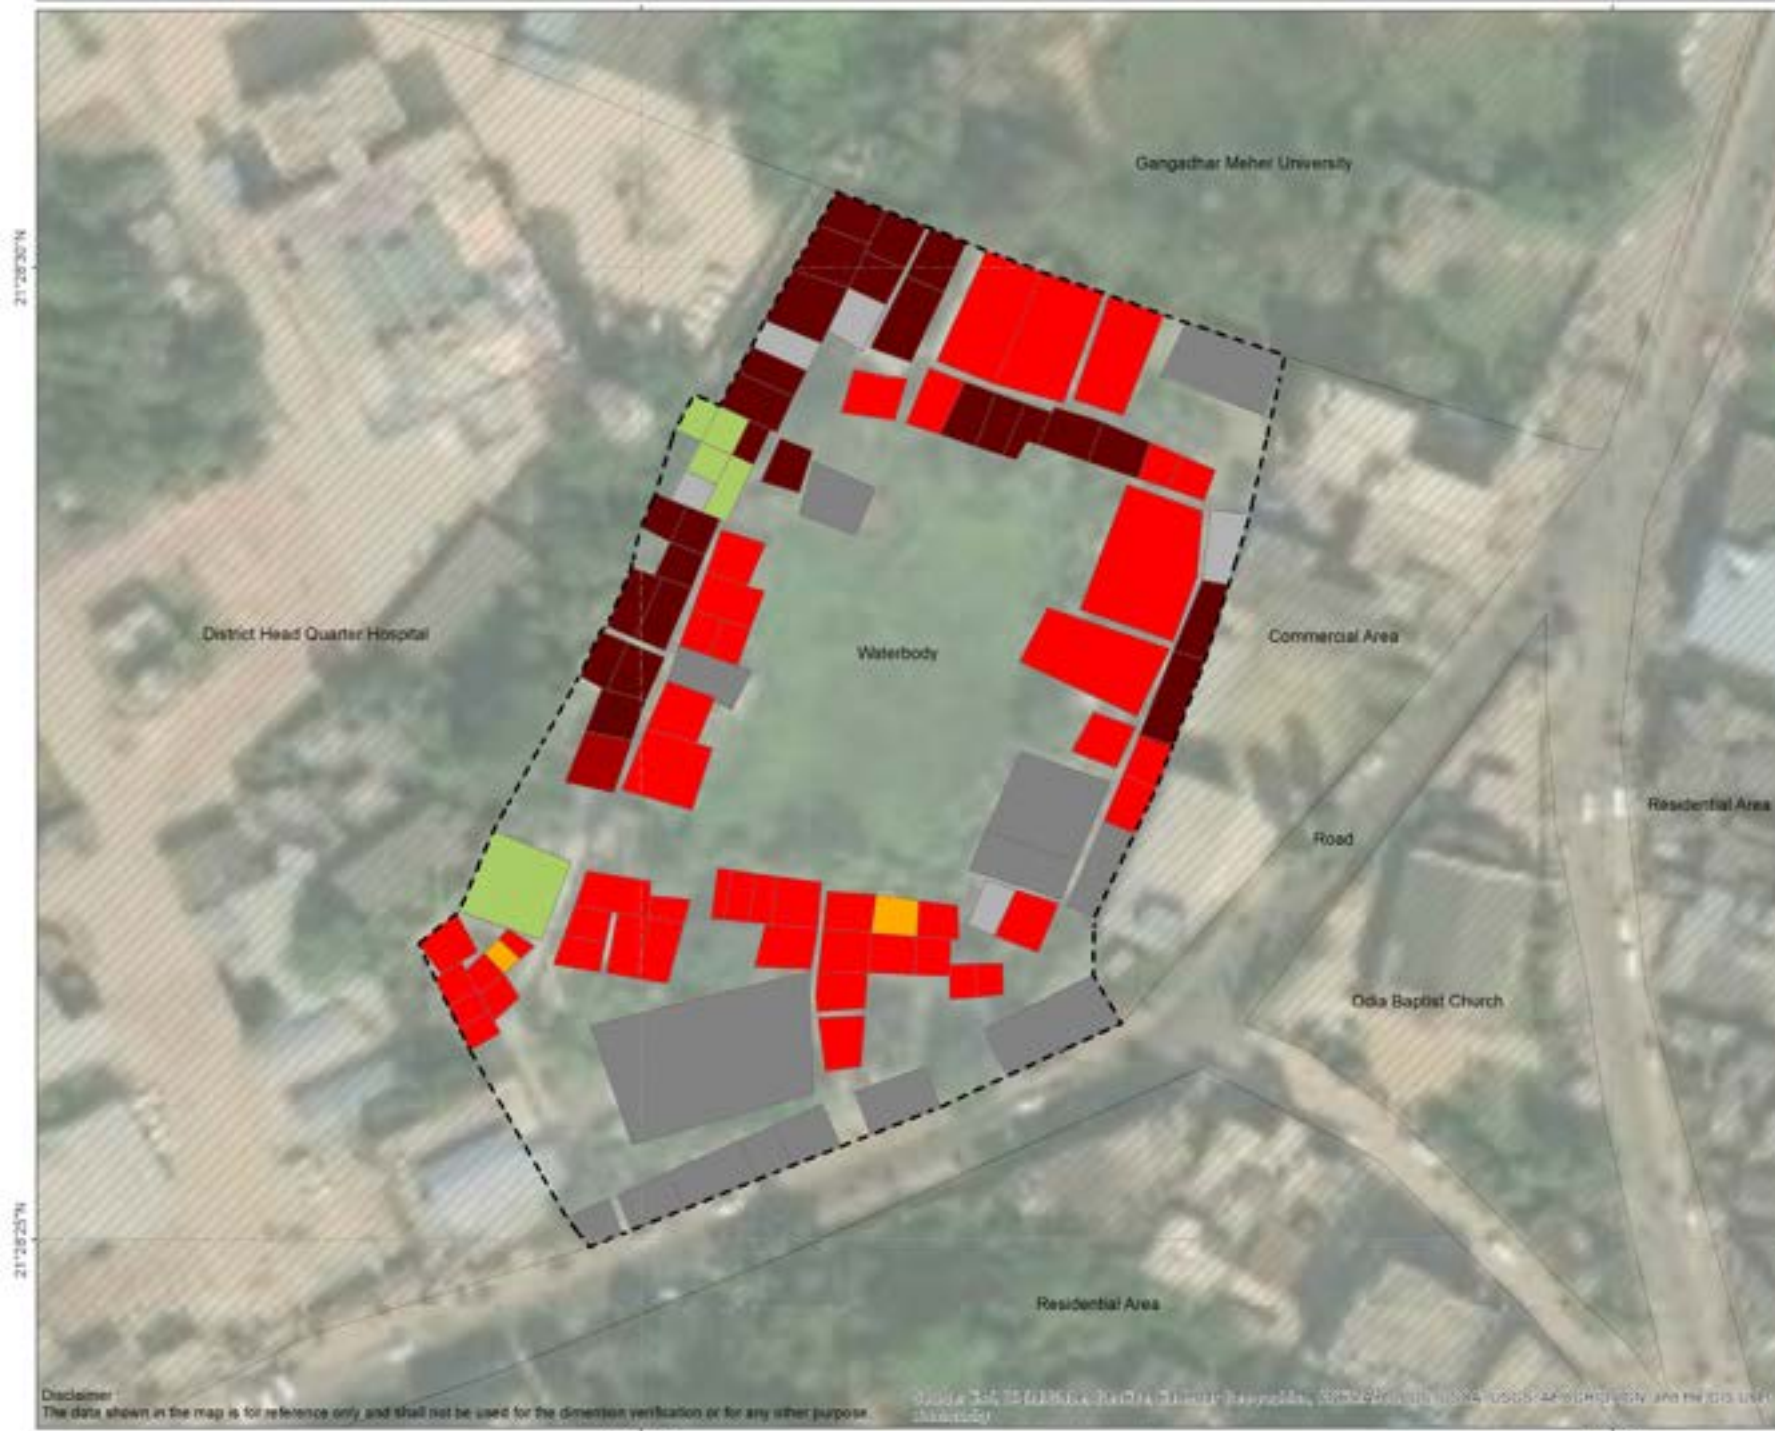 Gangadhar Meher University
21°28'30"N
District Head Quarter Hospital
Waterbody
Commercial Area
Residential Area
Road
Odia Baptist Church
21°28'25"N
Residential Area
Disclaimer
The data shown in the map is for reference only and shall not be used for the dimention verification or for any other purpose